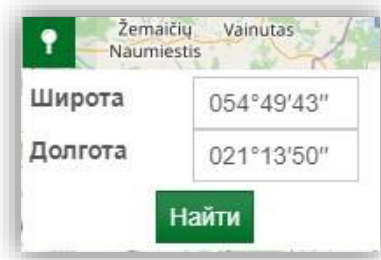 Žemaičių Vainutas
Naumiestis
Широта 054°49'43"
Долгота 021°13'50"
Найти